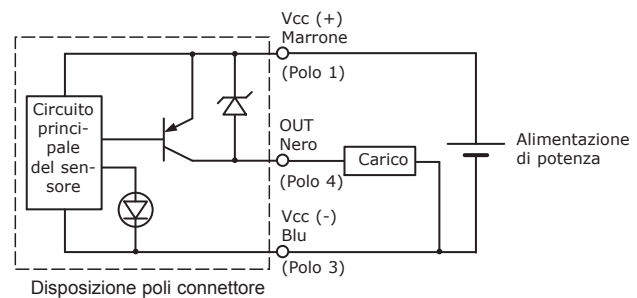 Vcc (+)
Marrone
(Polo 1)
Circuito
princi-
pale
del sen-
sore
OUT
Nero
(Polo 4)
Carico
Alimentazione
di potenza
Vcc (-)
Blu
(Polo 3)
Disposizione poli connettore